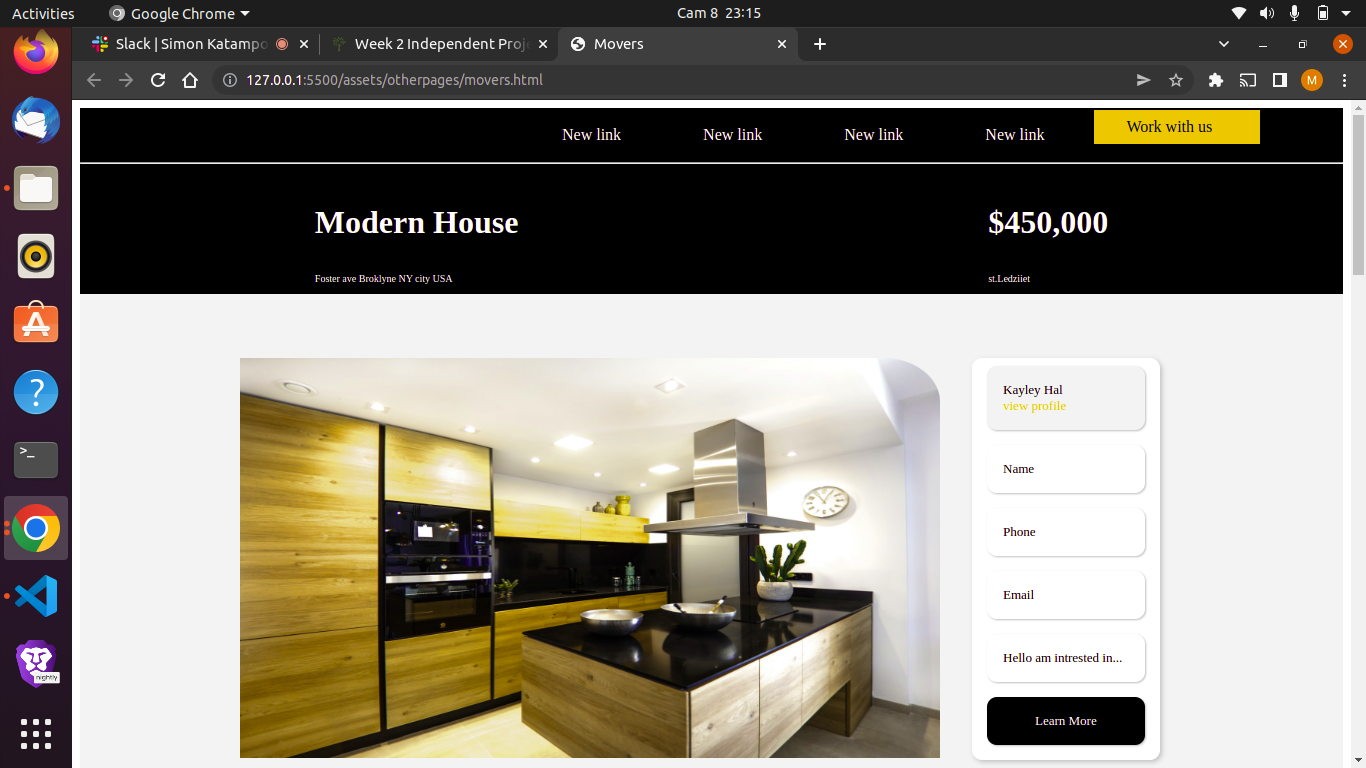 Activities
Google Chrome
Cam 8 23:15
Slack | Simon Katampo
Week 2 Independent Proj
Movers
127.0.0.1:5500/assets/otherpages/movers.html
M
New link
New link
New link
New link
Work with us
Modern House
$450,000
Foster ave Broklyne NY city USA
st.Ledziiet
Kayley Hal
view profile
Name
Phone
Email
Hello am intrested in...
Learn More
>_
nightly